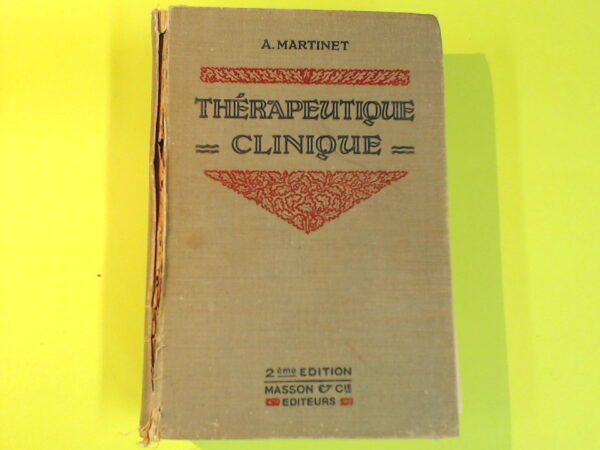 A. MARTINET
THÉRAPEUTIQUE
CLINIQUE
2ème EDITION
MASSON & CIE
EDITEURS